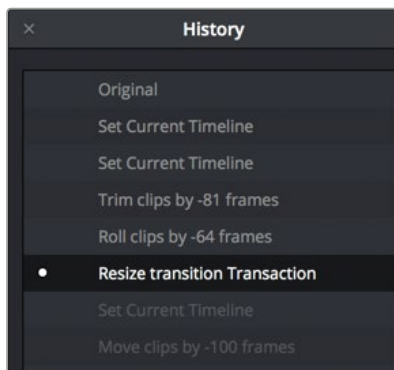 × History
Original
Set Current Timeline
Set Current Timeline
Trim clips by -81 frames
Roll clips by -64 frames
Resize transition Transaction
Set Current Timeline
Move clips by -100 frames